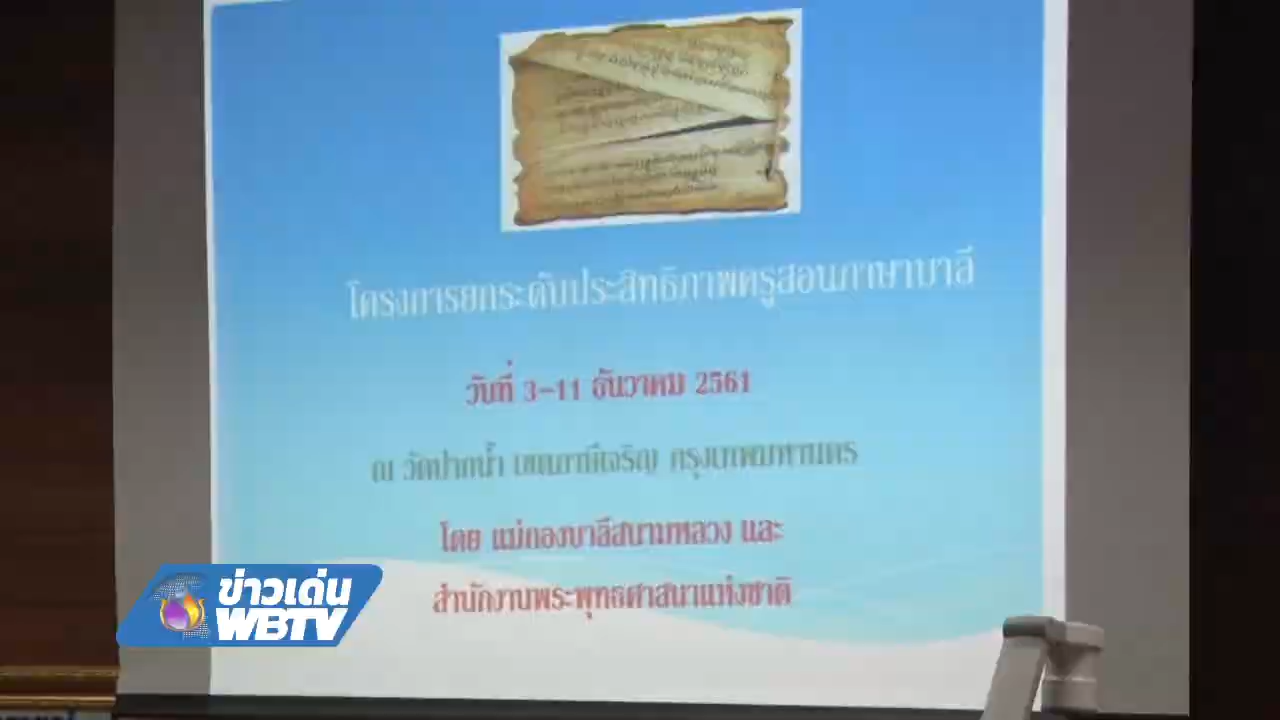 โครงการยกระดับประสิทธิภาพครูสอนภาษาบาลี
วันที่ 3-11 ธันวาคม 2561
ณ วัดปากน้ำ เขตภาษีเจริญ กรุงเทพมหานคร
โดย แม่กองบาลีสนามหลวง และ
สำนักงานพระพุทธศาสนาแห่งชาติ
ข่าวเด่น
WBTV